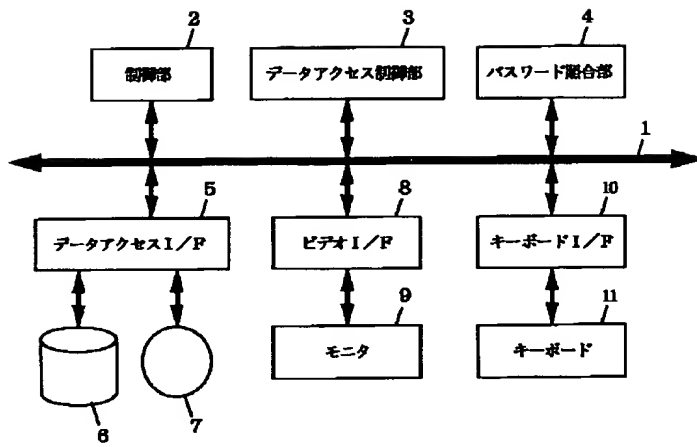 2
3
4
制御部
データアクセス制御部
パスワード照合部
1
5
8
10
データアクセスI/F
ビデオI/F
キーボードI/F
9
11
モニタ
キーボード
6
7